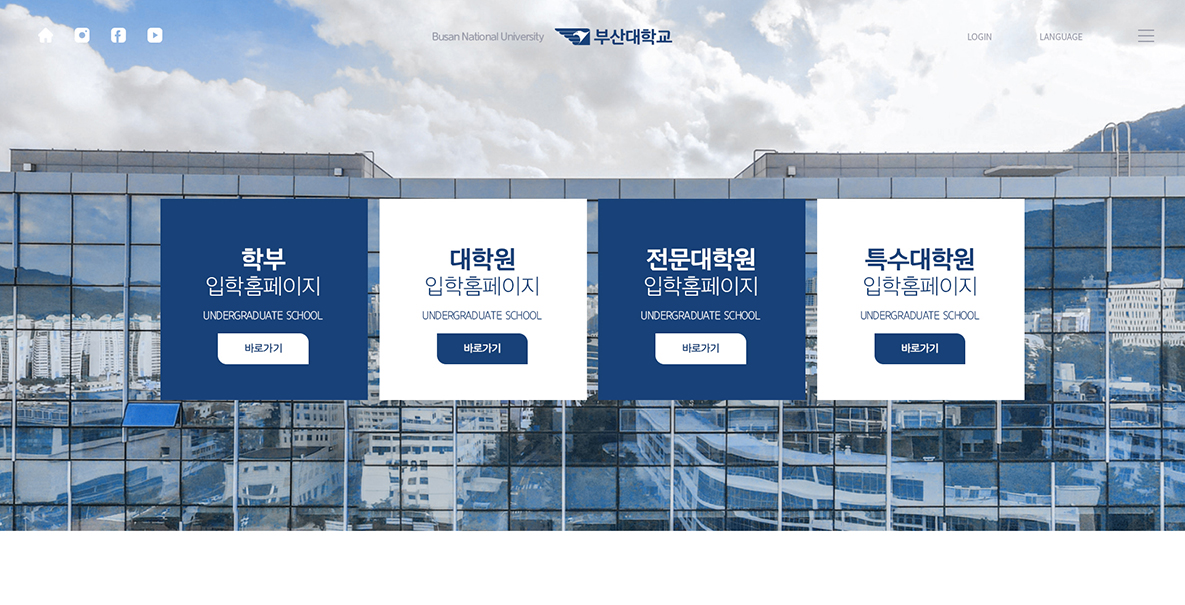 Busan National University 부산대학교
LOGIN
LANGUAGE
학부
입학홈페이지
UNDERGRADUATE SCHOOL
바로가기
대학원
입학홈페이지
UNDERGRADUATE SCHOOL
바로가기
전문대학원
입학홈페이지
UNDERGRADUATE SCHOOL
바로가기
특수대학원
입학홈페이지
UNDERGRADUATE SCHOOL
바로가기